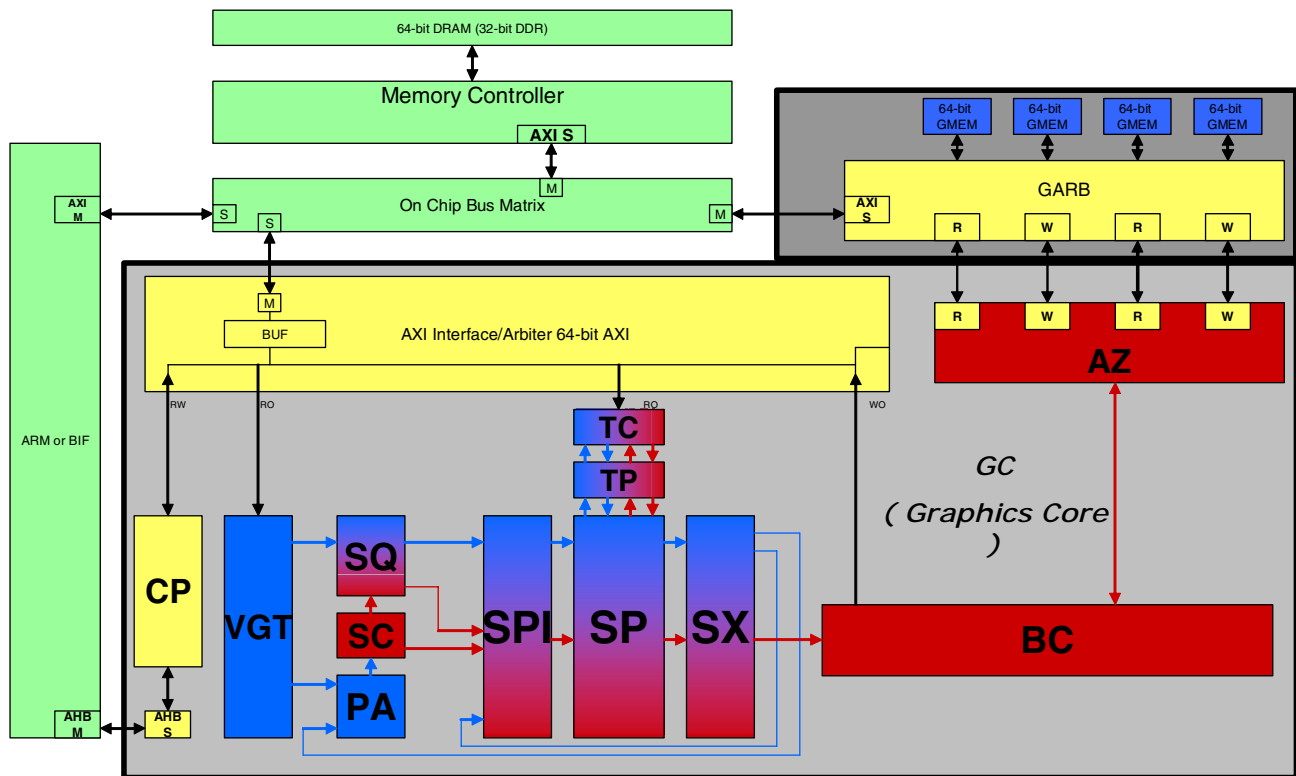 64-bit DRAM (32-bit DDR)
Memory Controller
AXI S
64-bit
GMEM
64-bit
GMEM
64-bit
GMEM
64-bit
GMEM
GARB
AXI
S
R
W
R
W
AXI
M
S
On Chip Bus Matrix
M
M
S
M
BUF
AXI Interface/Arbiter 64-bit AXI
R
W
R
W
AZ
RW
RO
RO
WO
ARM or BIF
TC
TP
GC
( Graphics Core
)
CP
VGT
SQ
SC
PA
SPI
SP
SX
BC
AHB
M
AHB
S